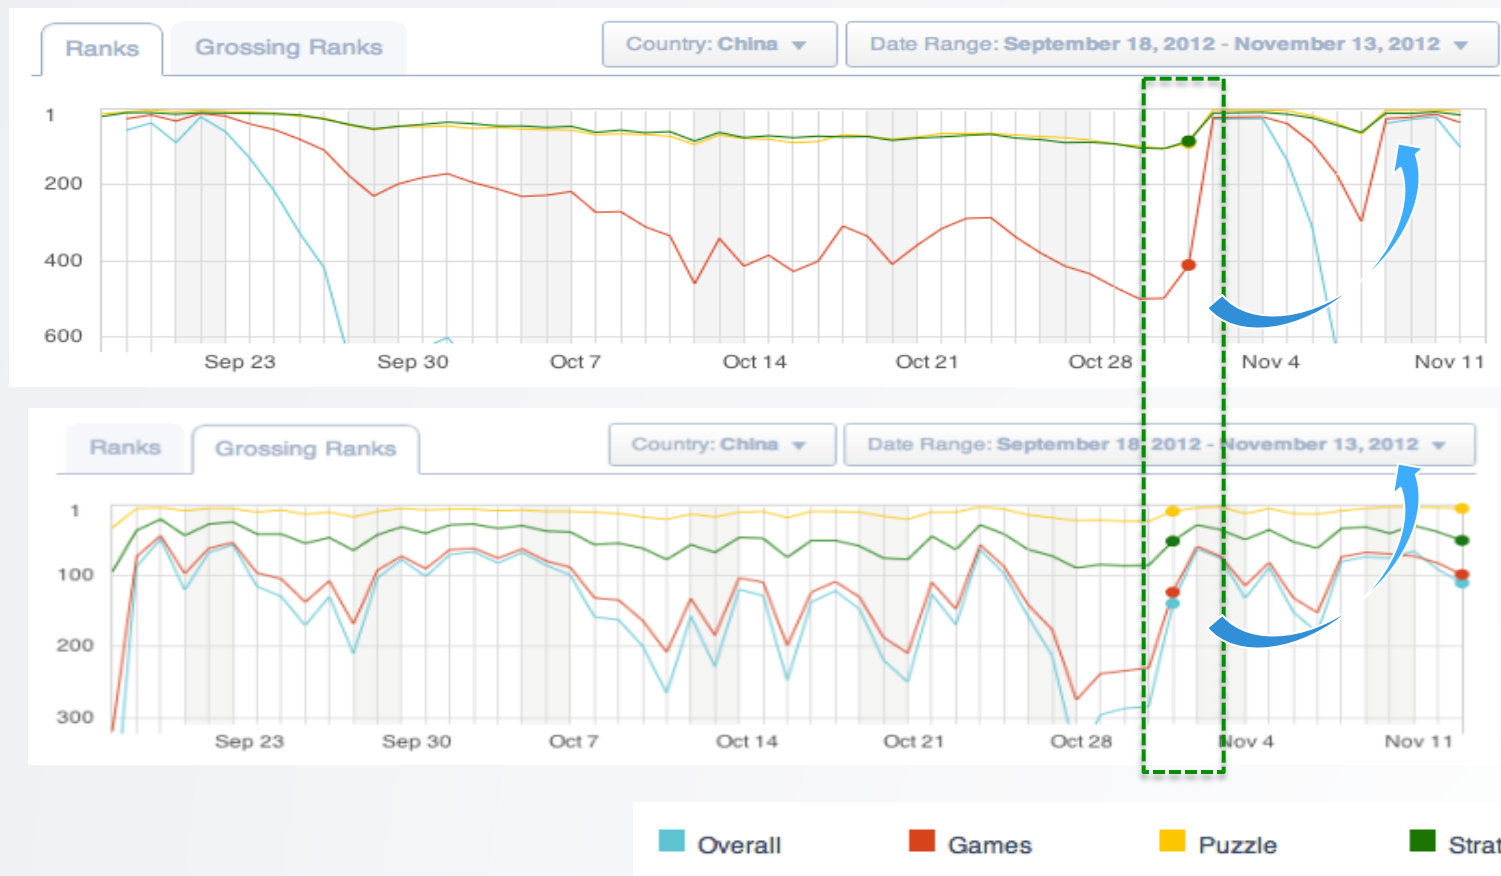 Ranks Grossing Ranks Country: China Date Range: September 18, 2012 - November 13, 2012
1
200
400
600
Sep 23 Sep 30 Oct 7 Oct 14 Oct 21 Oct 28 Nov 4 Nov 11
Ranks Grossing Ranks Country: China Date Range: September 18, 2012 - November 13, 2012
1
100
200
300
Sep 23 Sep 30 Oct 7 Oct 14 Oct 21 Oct 28 Nov 4 Nov 11
Overall Games Puzzle Strat